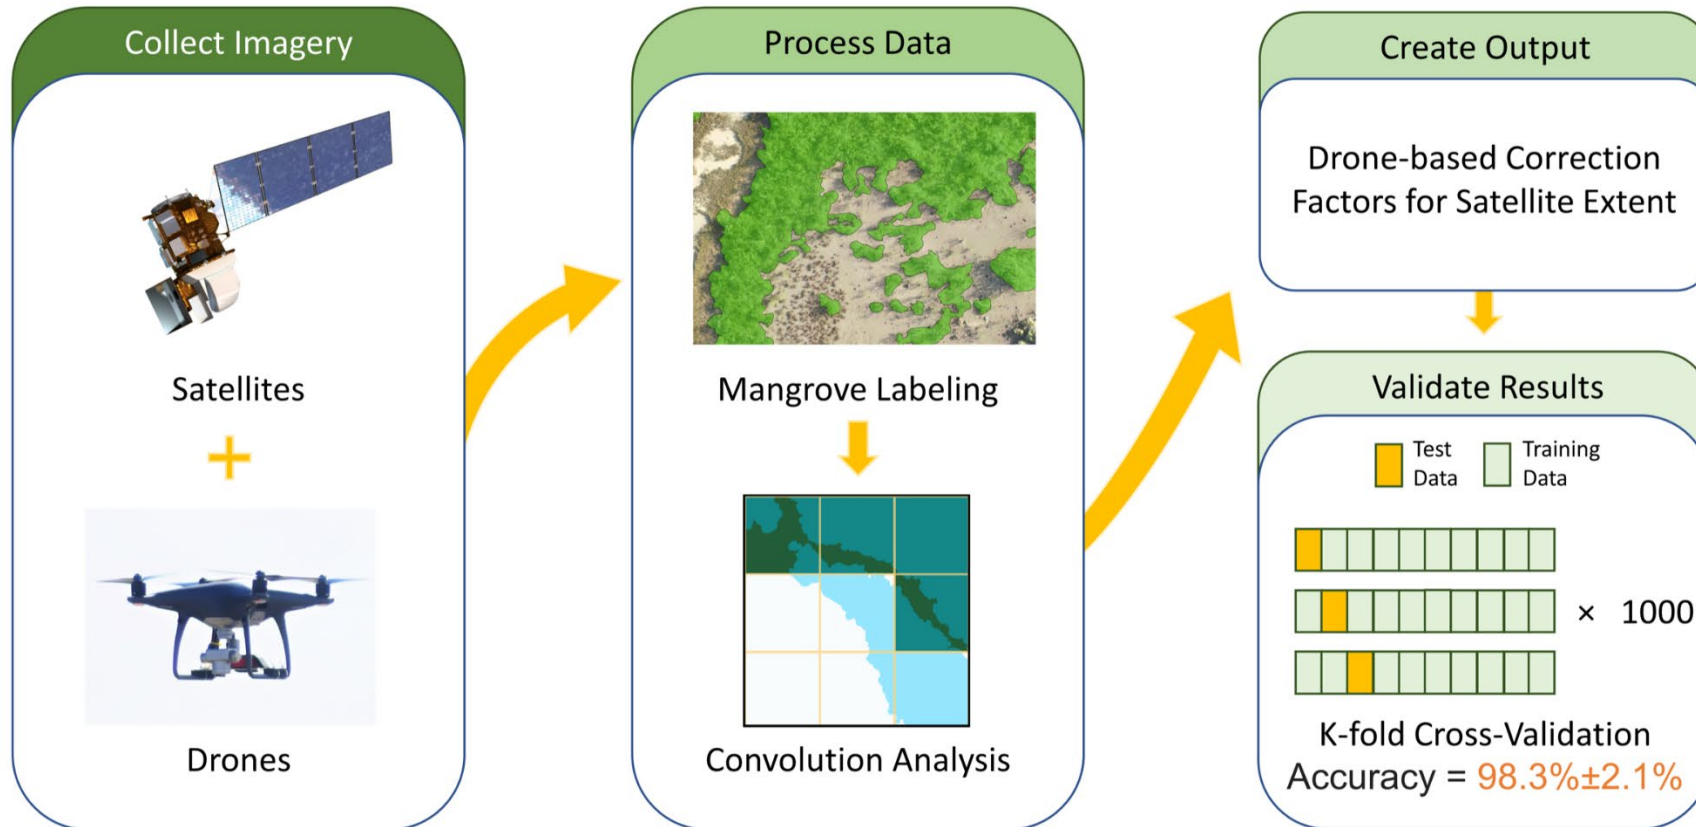 Collect Imagery
Satellites
+
Drones
Process Data
Mangrove Labeling
Convolution Analysis
Create Output
Drone-based Correction
Factors for Satellite Extent
Validate Results
Test
Data
Training
Data
× 1000
K-fold Cross-Validation
Accuracy = 98.3%±2.1%